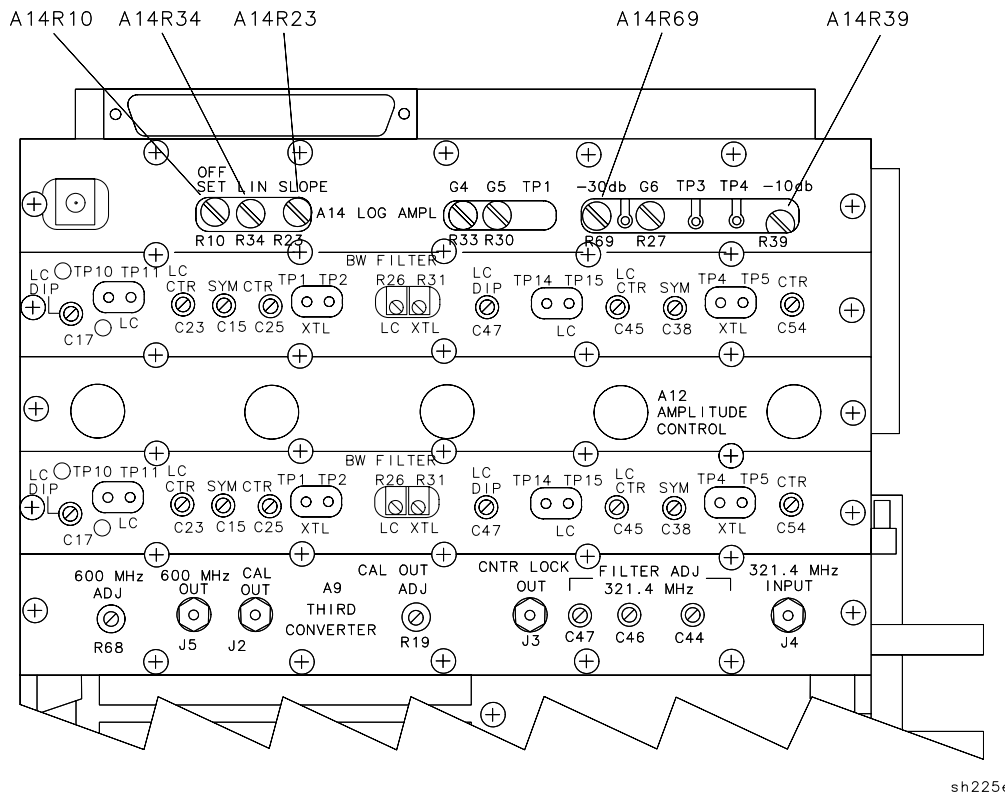 A14R10 A14R34 A14R23 A14R69 A14R39
OFF
SET LIN SLOPE G4 G5 TP1 -30db G6 TP3 TP4 -10db
A14 LOG AMPL
R10 R34 R23 R33 R30 R69 R27 R39
BW FILTER
LC DIP TP10 TP11 LC CTR SYM CTR TP1 TP2 R26 R31 LC DIP TP14 TP15 LC CTR SYM TP4 TP5 CTR
C17 LC C23 C15 C25 XTL LC XTL C47 LC C45 C38 XTL C54
A12
AMPLITUDE
CONTROL
BW FILTER
LC DIP TP10 TP11 LC CTR SYM CTR TP1 TP2 R26 R31 LC DIP TP14 TP15 LC CTR SYM TP4 TP5 CTR
C17 LC C23 C15 C25 XTL LC XTL C47 LC C45 C38 XTL C54
600 MHz ADJ 600 MHz OUT CAL OUT CAL OUT ADJ CNTR LOCK OUT FILTER ADJ 321.4 MHz 321.4 MHz INPUT
A9
THIRD
CONVERTER
R68 J5 J2 R19 J3 C47 C46 C44 J4